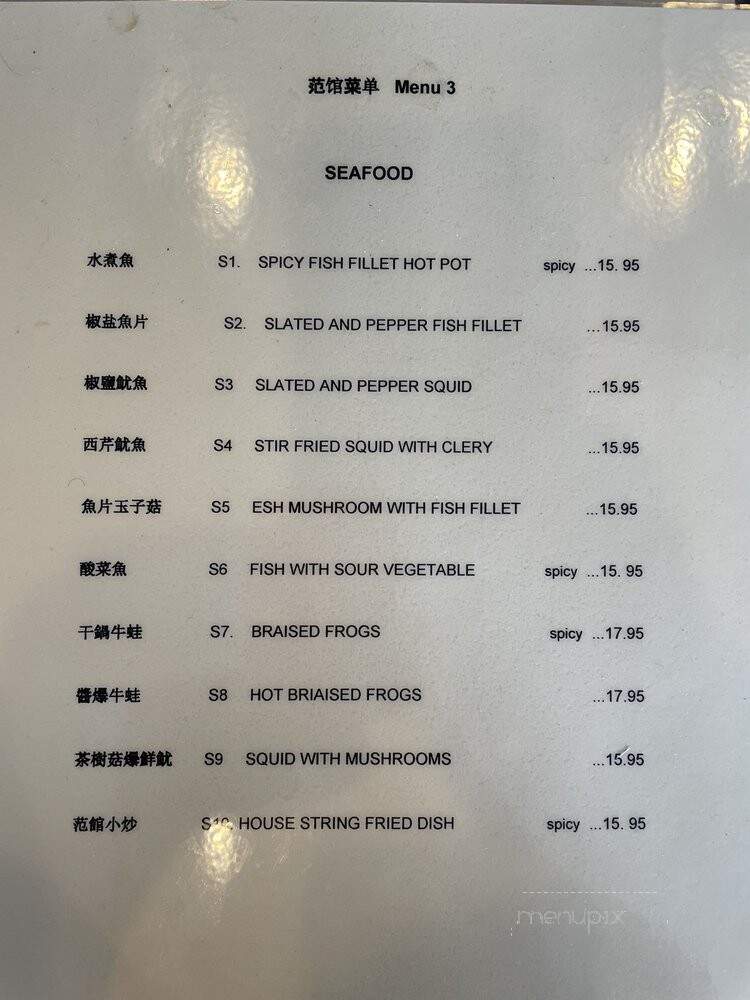 范馆菜单 Menu 3
SEAFOOD
水煮魚 S1. SPICY FISH FILLET HOT POT spicy ...15. 95
椒盐魚片 S2. SLATED AND PEPPER FISH FILLET ...15.95
椒鹽魷魚 S3 SLATED AND PEPPER SQUID ...15.95
西芹魷魚 S4 STIR FRIED SQUID WITH CLERY ...15.95
魚片玉子菇 S5 ESH MUSHROOM WITH FISH FILLET ...15.95
酸菜魚 S6 FISH WITH SOUR VEGETABLE spicy ...15. 95
干鍋牛蛙 S7. BRAISED FROGS spicy ...17.95
醬爆牛蛙 S8 HOT BRIAISED FROGS ...17.95
茶樹菇爆鮮魷 S9 SQUID WITH MUSHROOMS ...15.95
范館小炒 S10. HOUSE STRING FRIED DISH spicy ...15. 95
menupix